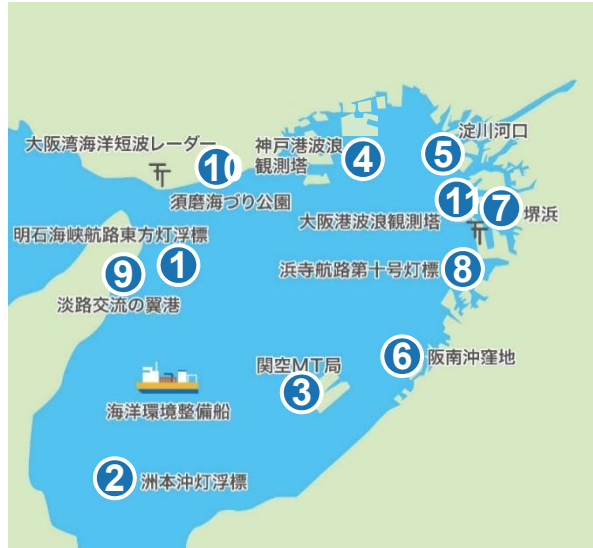 淀川河口
大阪湾海洋短波レーダー
神戸港波浪
観測塔
5
4
10
須磨海づり公園
11
7
堺浜
大阪港波浪観測塔
明石海峡航路東方灯浮標
1
9
浜寺航路第十号灯標
8
淡路交流の翼港
6
阪南沖窪地
関空MT局
3
海洋環境整備船
2
洲本沖灯浮標